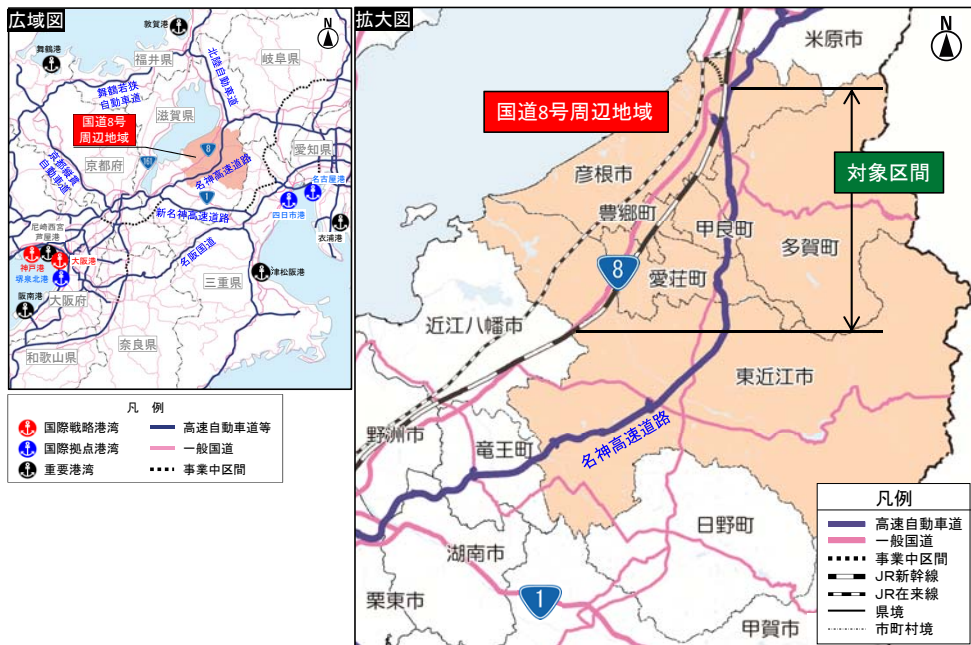 広域図
N
敦賀港
舞鶴港
福井県
岐阜県
北陸自動車道
舞鶴若狭
自動車道
滋賀県
国道8号
周辺地域
8
161
京都府
愛知県
京都縦貫
自動車道
名神高速道路
名古屋港
1
四日市港
新名神高速道路
衣浦港
尼崎西宮
芦屋港
大阪港
神戸港
堺泉北港
名阪国道
津松阪港
三重県
阪南港
大阪府
奈良県
和歌山県
凡 例
国際戦略港湾
高速自動車道等
国際拠点港湾
一般国道
重要港湾
事業中区間
拡大図
N
米原市
国道8号周辺地域
対象区間
彦根市
豊郷町
甲良町
多賀町
8
愛荘町
近江八幡市
東近江市
名神高速道路
野洲市
竜王町
日野町
湖南市
栗東市
1
甲賀市
凡例
高速自動車道
一般国道
事業中区間
JR新幹線
JR在来線
県境
市町村境